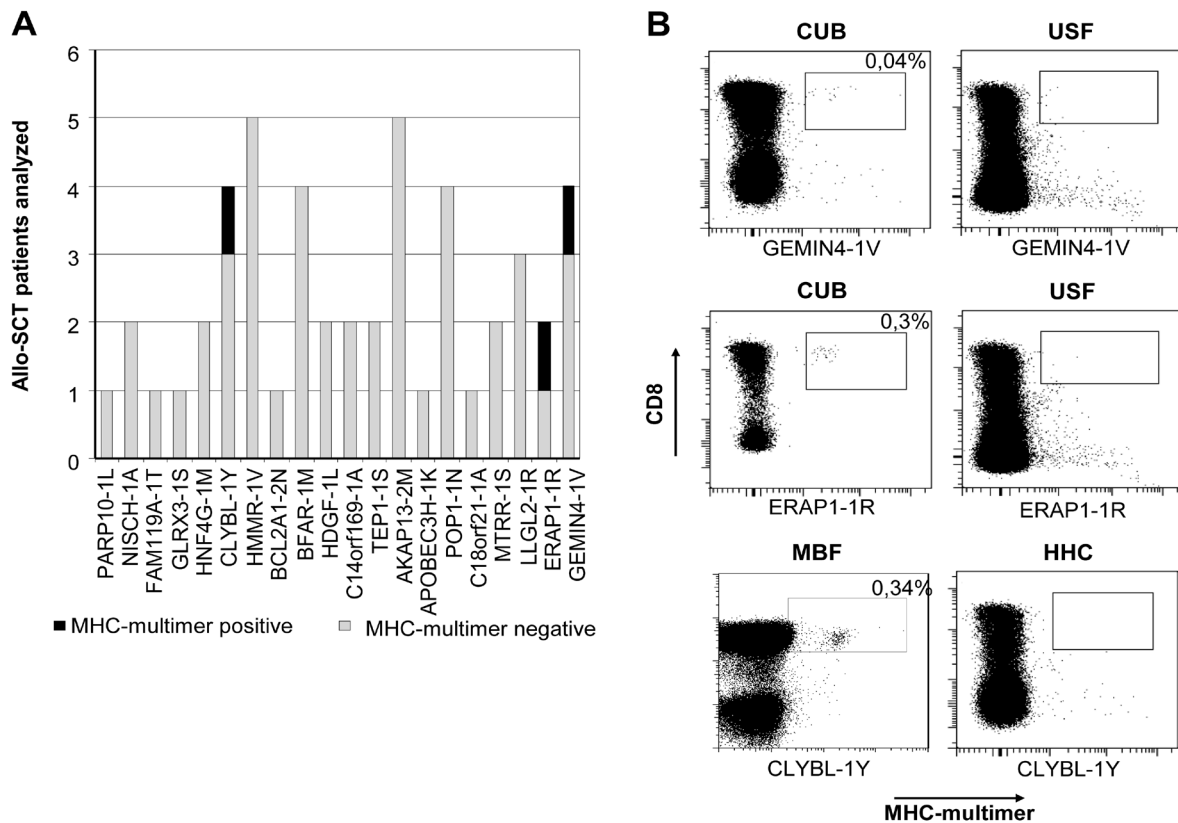 A
Allo-SCT patients analyzed
6
5
4
3
2
1
0
PARP10-1L
NISCH-1A
FAM119A-1T
GLRX3-1S
HNF4G-1M
CLYBL-1Y
HMMR-1V
BCL2A1-2N
BFAR-1M
HDGF-1L
C14orf169-1A
TEP1-1S
AKAP13-2M
APOBEC3H-1K
POP1-1N
C18orf21-1A
MTRR-1S
LLGL2-1R
ERAP1-1R
GEMIN4-1V
MHC-multimer positive
MHC-multimer negative
B
CUB
0,04%
GEMIN4-1V
USF
GEMIN4-1V
CUB
0,3%
ERAP1-1R
USF
ERAP1-1R
CD8
MBF
0,34%
CLYBL-1Y
HHC
CLYBL-1Y
MHC-multimer